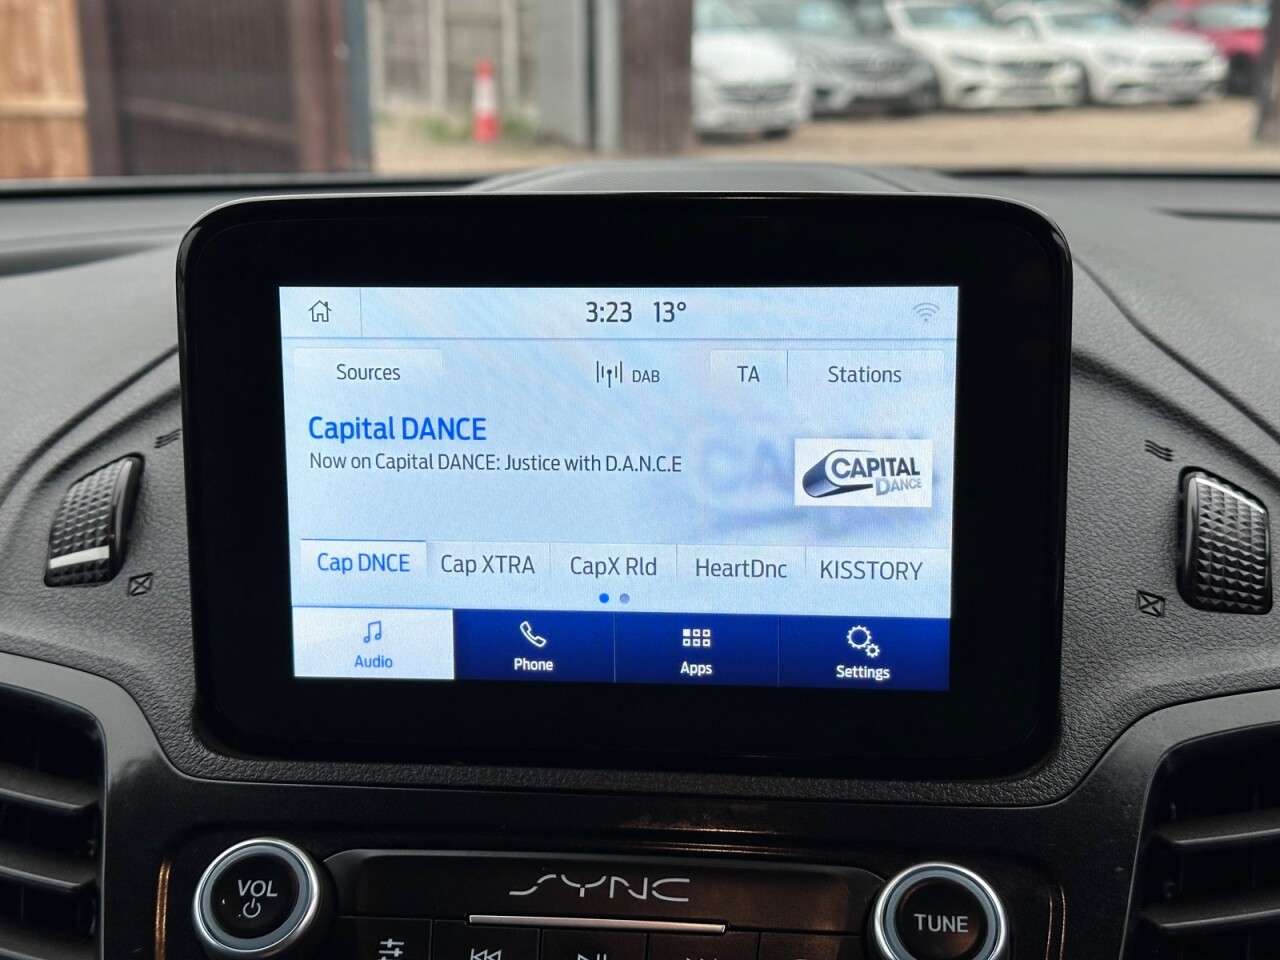 3:23 13°
Sources DAB TA Stations
Capital DANCE
Now on Capital DANCE: Justice with D.A.N.C.E
CAPITAL
DANCE
Cap DNCE Cap XTRA CapX Rld HeartDnc KISSTORY
Audio Phone Apps Settings
VOL SYNC TUNE